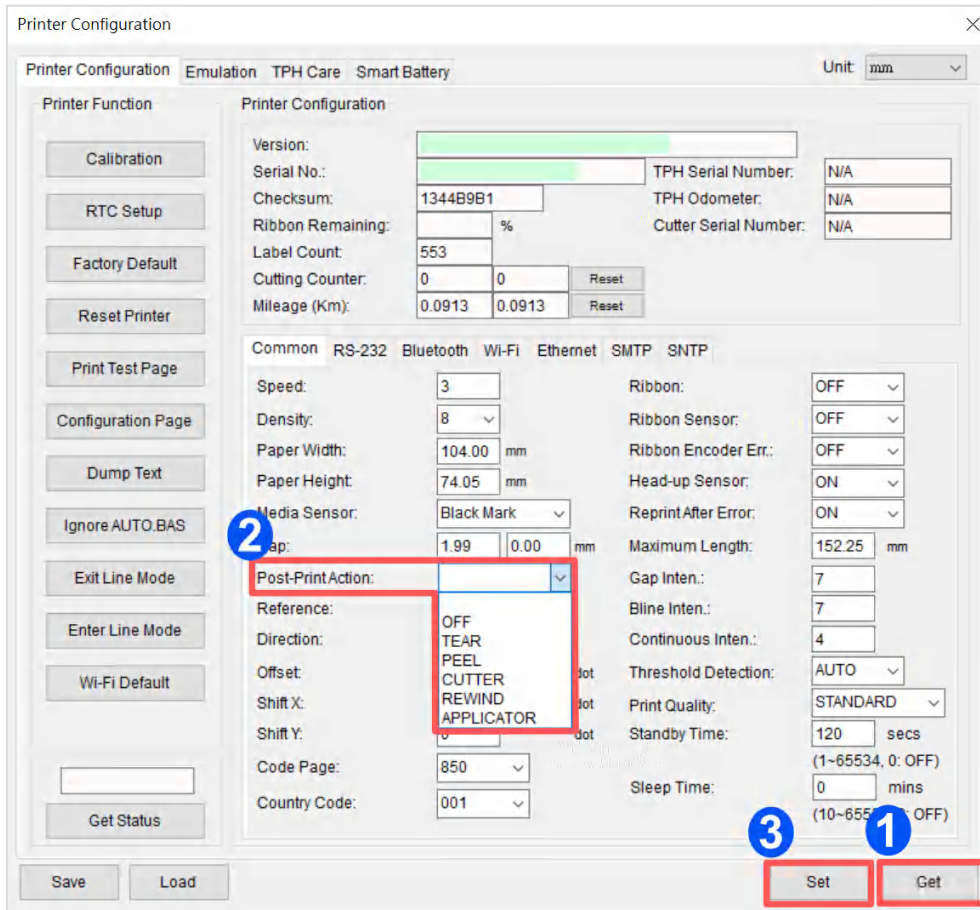 Printer Configuration
Printer Configuration Emulation TPH Care Smart Battery Unit: mm
Printer Function
Calibration
RTC Setup
Factory Default
Reset Printer
Print Test Page
Configuration Page
Dump Text
Ignore AUTO.BAS
Exit Line Mode
Enter Line Mode
Wi-Fi Default
Get Status
Printer Configuration
Version:
Serial No.: TPH Serial Number: N/A
Checksum: 1344B9B1 TPH Odometer: N/A
Ribbon Remaining: % Cutter Serial Number: N/A
Label Count: 553
Cutting Counter: 0 0 Reset
Mileage (Km): 0.0913 0.0913 Reset
Common RS-232 Bluetooth Wi-Fi Ethernet SMTP SNTP
Speed: 3 Ribbon: OFF
Density: 8 Ribbon Sensor: OFF
Paper Width: 104.00 mm Ribbon Encoder Err.: OFF
Paper Height: 74.05 mm Head-up Sensor: ON
Media Sensor: Black Mark Reprint After Error: ON
2 ap: 1.99 0.00 mm Maximum Length: 152.25 mm
Post-Print Action: Gap Inten.: 7
Reference: Bline Inten.: 7
OFF
Direction: TEAR Continuous Inten.: 4
PEEL
Offset: CUTTER dot Threshold Detection: AUTO
Shift X: REWIND dot Print Quality: STANDARD
APPLICATOR
Shift Y: dot Standby Time: 120 secs
(1~65534, 0: OFF)
Code Page: 850 Sleep Time: 0 mins
Country Code: 001 (10~655 : OFF)
3 1
Save Load Set Get